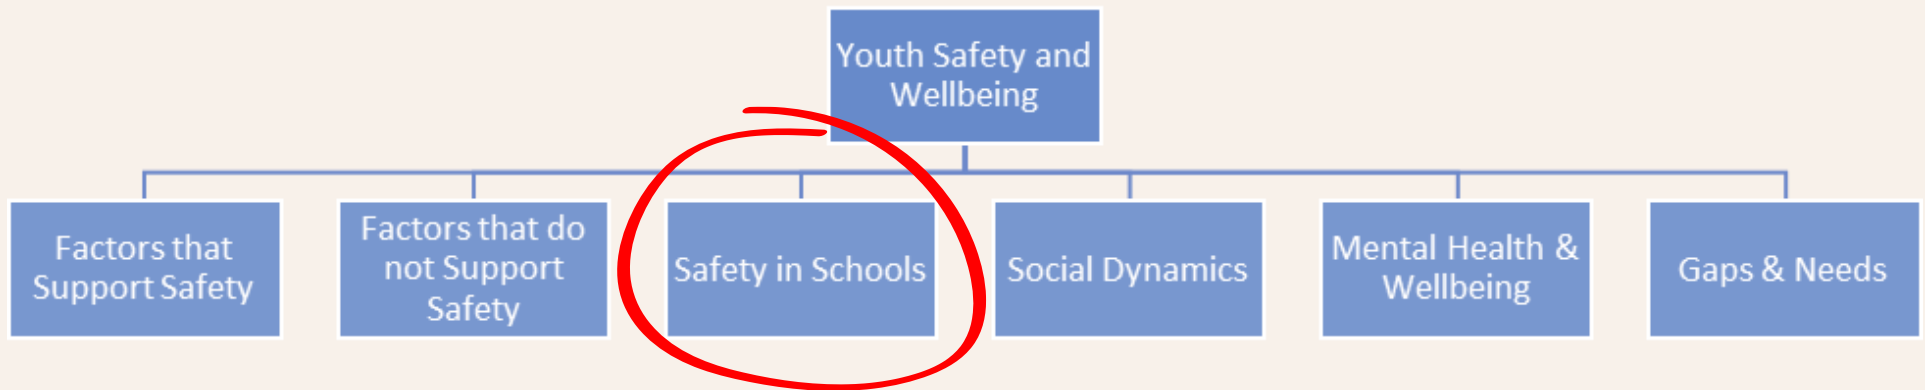 Youth Safety and
Wellbeing
Factors that
Support Safety
Factors that do
not Support
Safety
Safety in Schools
Social Dynamics
Mental Health &
Wellbeing
Gaps & Needs